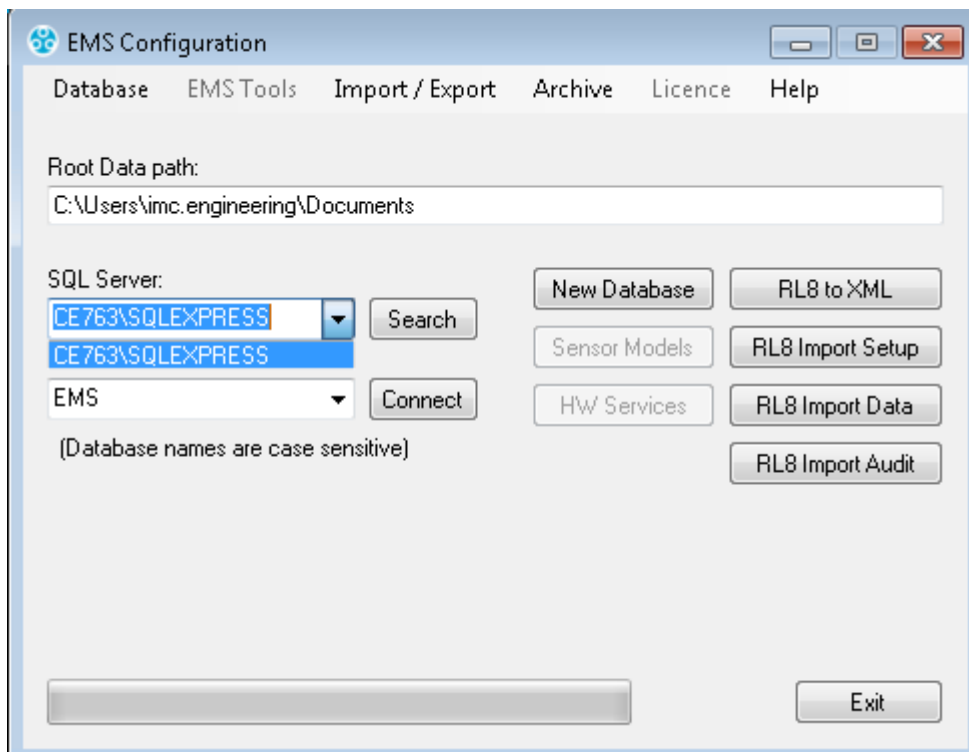 EMS Configuration
Database EMS Tools Import / Export Archive Licence Help
Root Data path:
C:\Users\imc.engineering\Documents
SQL Server:
CE763\SQLEXPRESS
Search
CE763\SQLEXPRESS
EMS
Connect
(Database names are case sensitive)
New Database
Sensor Models
HW Services
RL8 to XML
RL8 Import Setup
RL8 Import Data
RL8 Import Audit
Exit